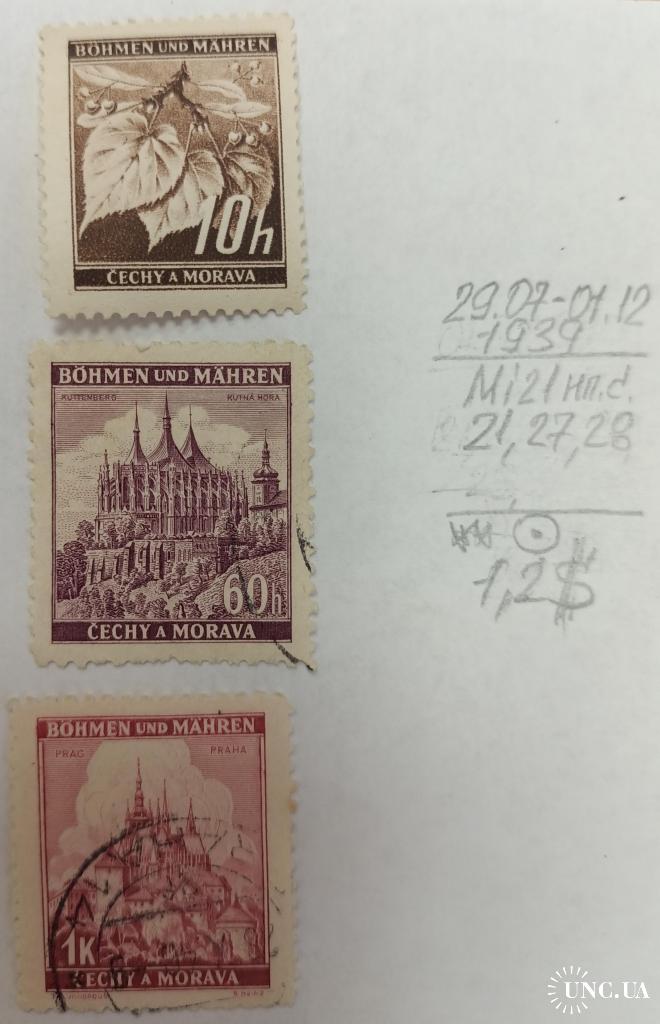 BÖHMEN UND MÄHREN
10h
ČECHY A MORAVA
BÖHMEN UND MÄHREN
KUTTENBERG KUTNÁ HORA
60h
ČECHY A MORAVA
BÖHMEN UND MÄHREN
PRAG PRAHA
1K
ČECHY A MORAVA
29.07-01.12
1939
Mi 21 нп.d.
21, 27, 28
1,2$
UNC.UA